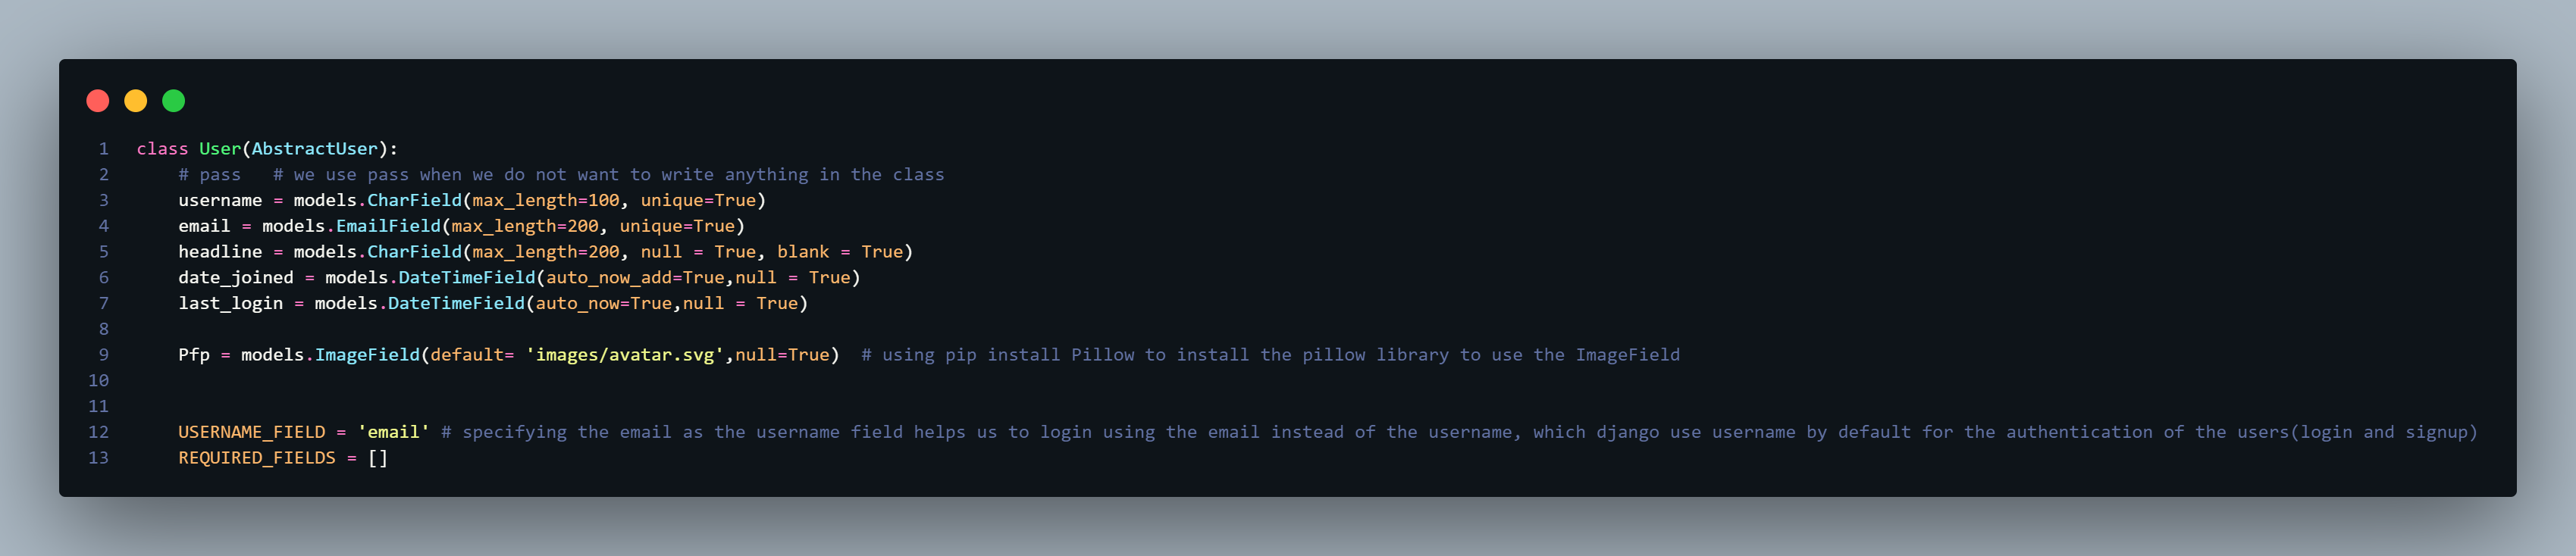 1 class User(AbstractUser):
2     # pass   # we use pass when we do not want to write anything in the class
3     username = models.CharField(max_length=100, unique=True)
4     email = models.EmailField(max_length=200, unique=True)
5     headline = models.CharField(max_length=200, null = True, blank = True)
6     date_joined = models.DateTimeField(auto_now_add=True,null = True)
7     last_login = models.DateTimeField(auto_now=True,null = True)
8
9     Pfp = models.ImageField(default= 'images/avatar.svg',null=True)  # using pip install Pillow to install the pillow library to use the ImageField
10
11
12     USERNAME_FIELD = 'email' # specifying the email as the username field helps us to login using the email instead of the username, which django use username by default for the authentication of the users(login and signup)
13     REQUIRED_FIELDS = []